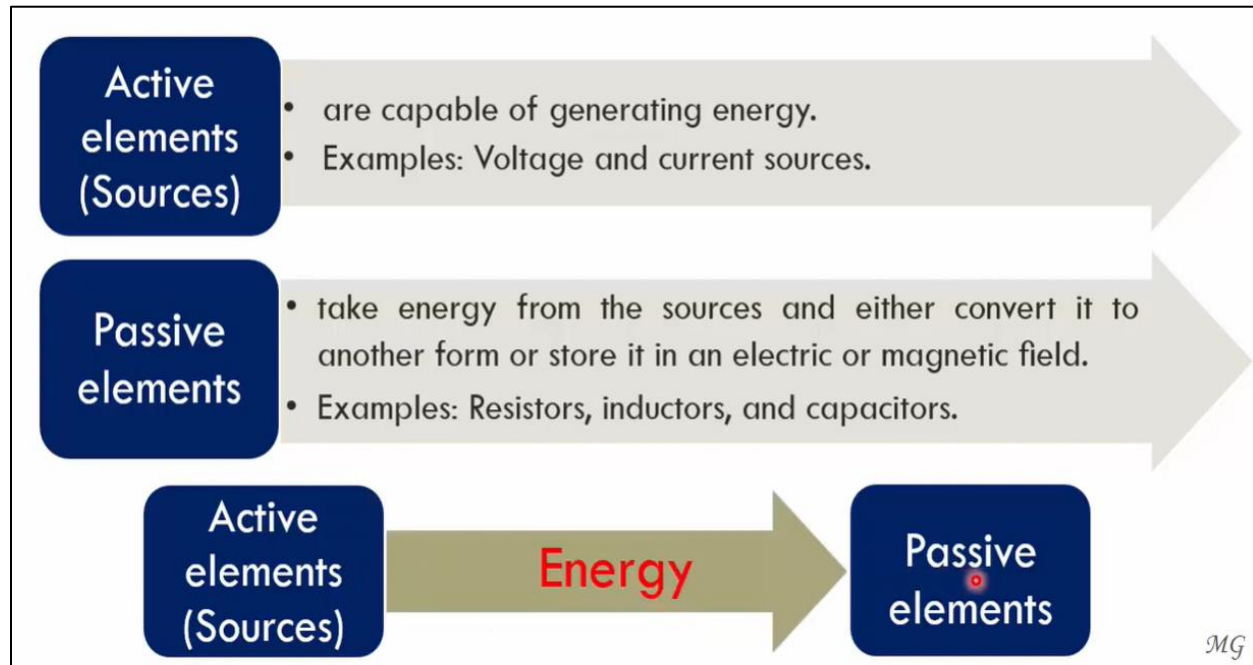 Active
elements
(Sources)
• are capable of generating energy.
• Examples: Voltage and current sources.
Passive
elements
• take energy from the sources and either convert it to
another form or store it in an electric or magnetic field.
• Examples: Resistors, inductors, and capacitors.
Active
elements
(Sources)
Energy
Passive
elements
MG